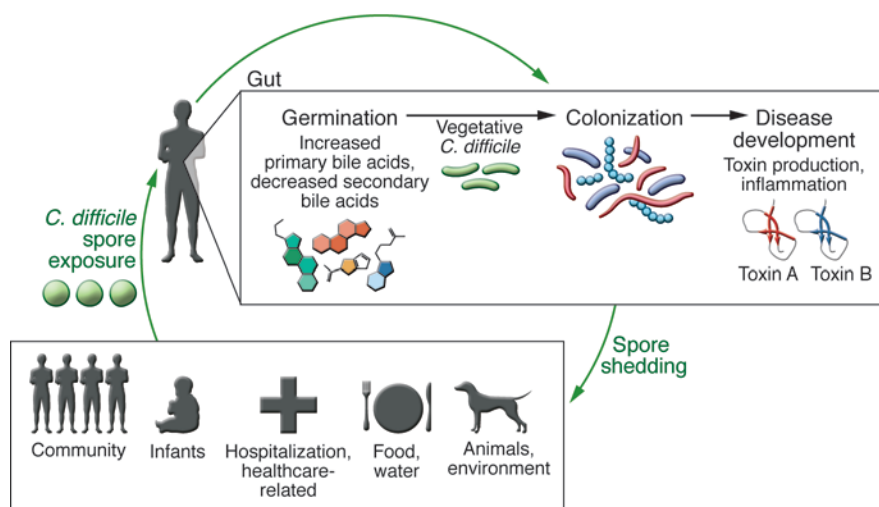 Gut
Germination
Increased
primary bile acids,
decreased secondary
bile acids
Vegetative
C. difficile
Colonization
Disease
development
Toxin production,
inflammation
Toxin A
Toxin B
C. difficile
spore
exposure
Spore
shedding
Community
Infants
Hospitalization,
healthcare-
related
Food,
water
Animals,
environment